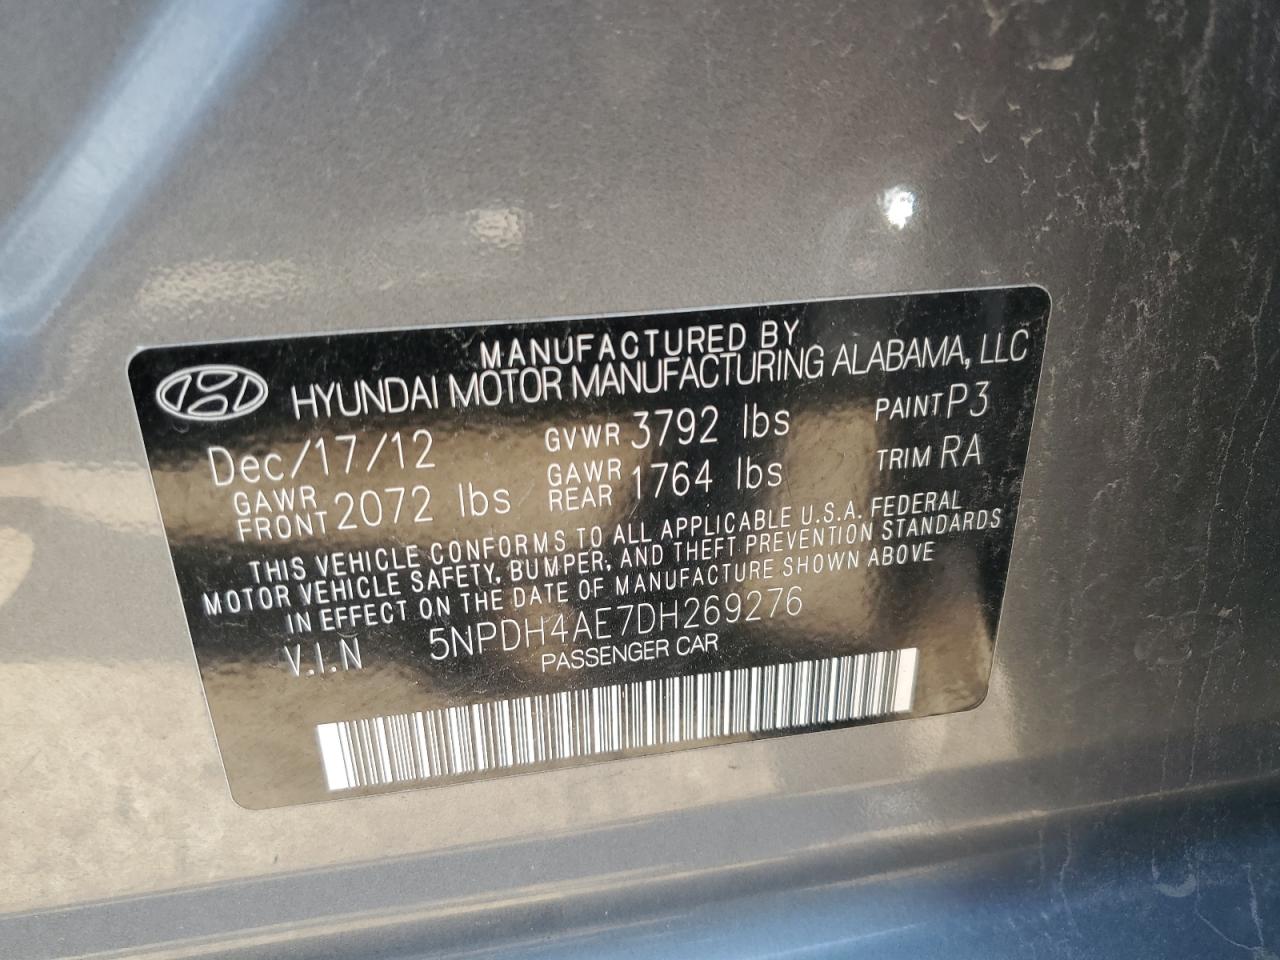 MANUFACTURED BY
HYUNDAI MOTOR MANUFACTURING ALABAMA, LLC
Dec/17/12 GVWR 3792 lbs PAINT P3
GAWR FRONT 2072 lbs GAWR REAR 1764 lbs TRIM RA
THIS VEHICLE CONFORMS TO ALL APPLICABLE U.S.A. FEDERAL
MOTOR VEHICLE SAFETY, BUMPER, AND THEFT PREVENTION STANDARDS
IN EFFECT ON THE DATE OF MANUFACTURE SHOWN ABOVE
V.I.N 5NPDH4AE7DH269276
PASSENGER CAR